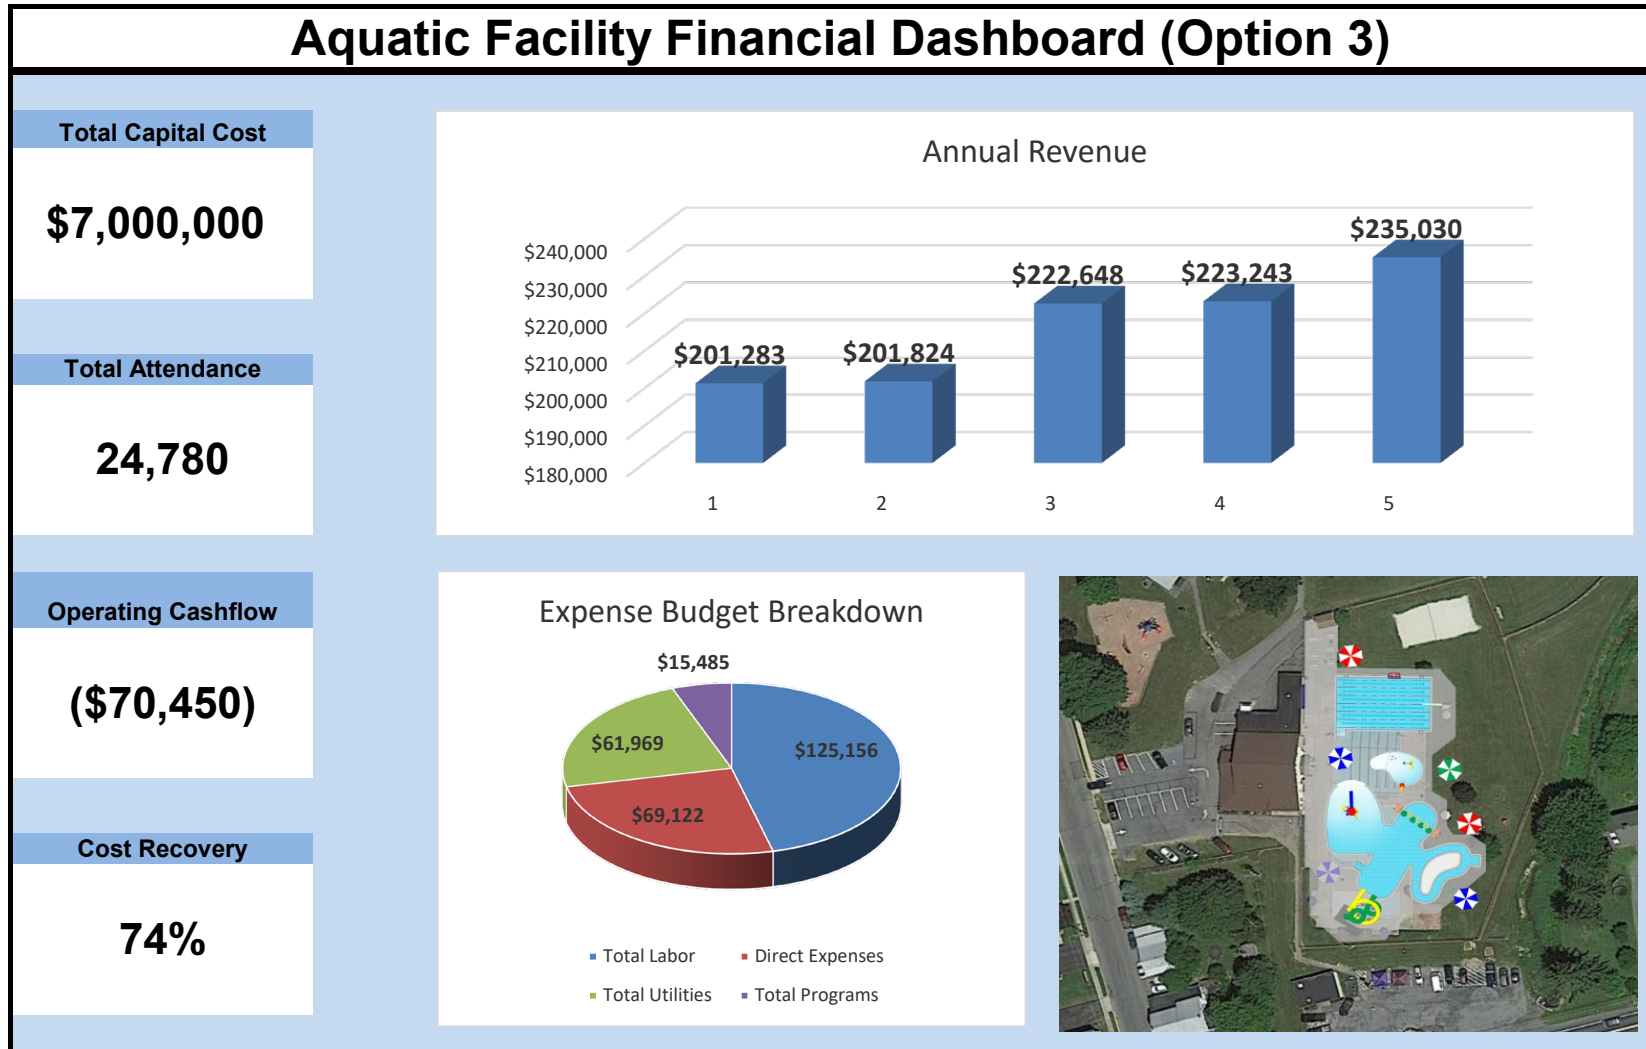 Aquatic Facility Financial Dashboard (Option 3)
Total Capital Cost
$7,000,000
Total Attendance
24,780
Operating Cashflow
($70,450)
Cost Recovery
74%
Annual Revenue
$240,000
$230,000
$220,000
$210,000
$200,000
$190,000
$180,000
$201,283
$201,824
$222,648
$223,243
$235,030
1 2 3 4 5
Expense Budget Breakdown
$15,485
$61,969
$125,156
$69,122
Total Labor Direct Expenses
Total Utilities Total Programs